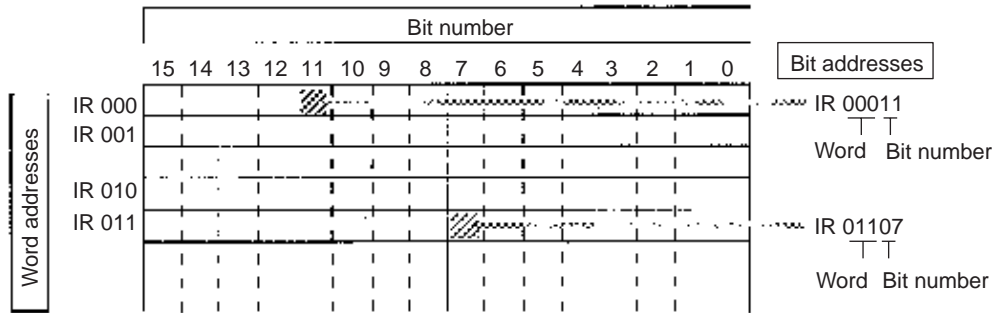 Bit number
Bit addresses
15 14 13 12 11 10 9 8 7 6 5 4 3 2 1 0
IR 000
IR 00011
Word Bit number
IR 001
IR 010
IR 011
IR 01107
Word Bit number
Word addresses